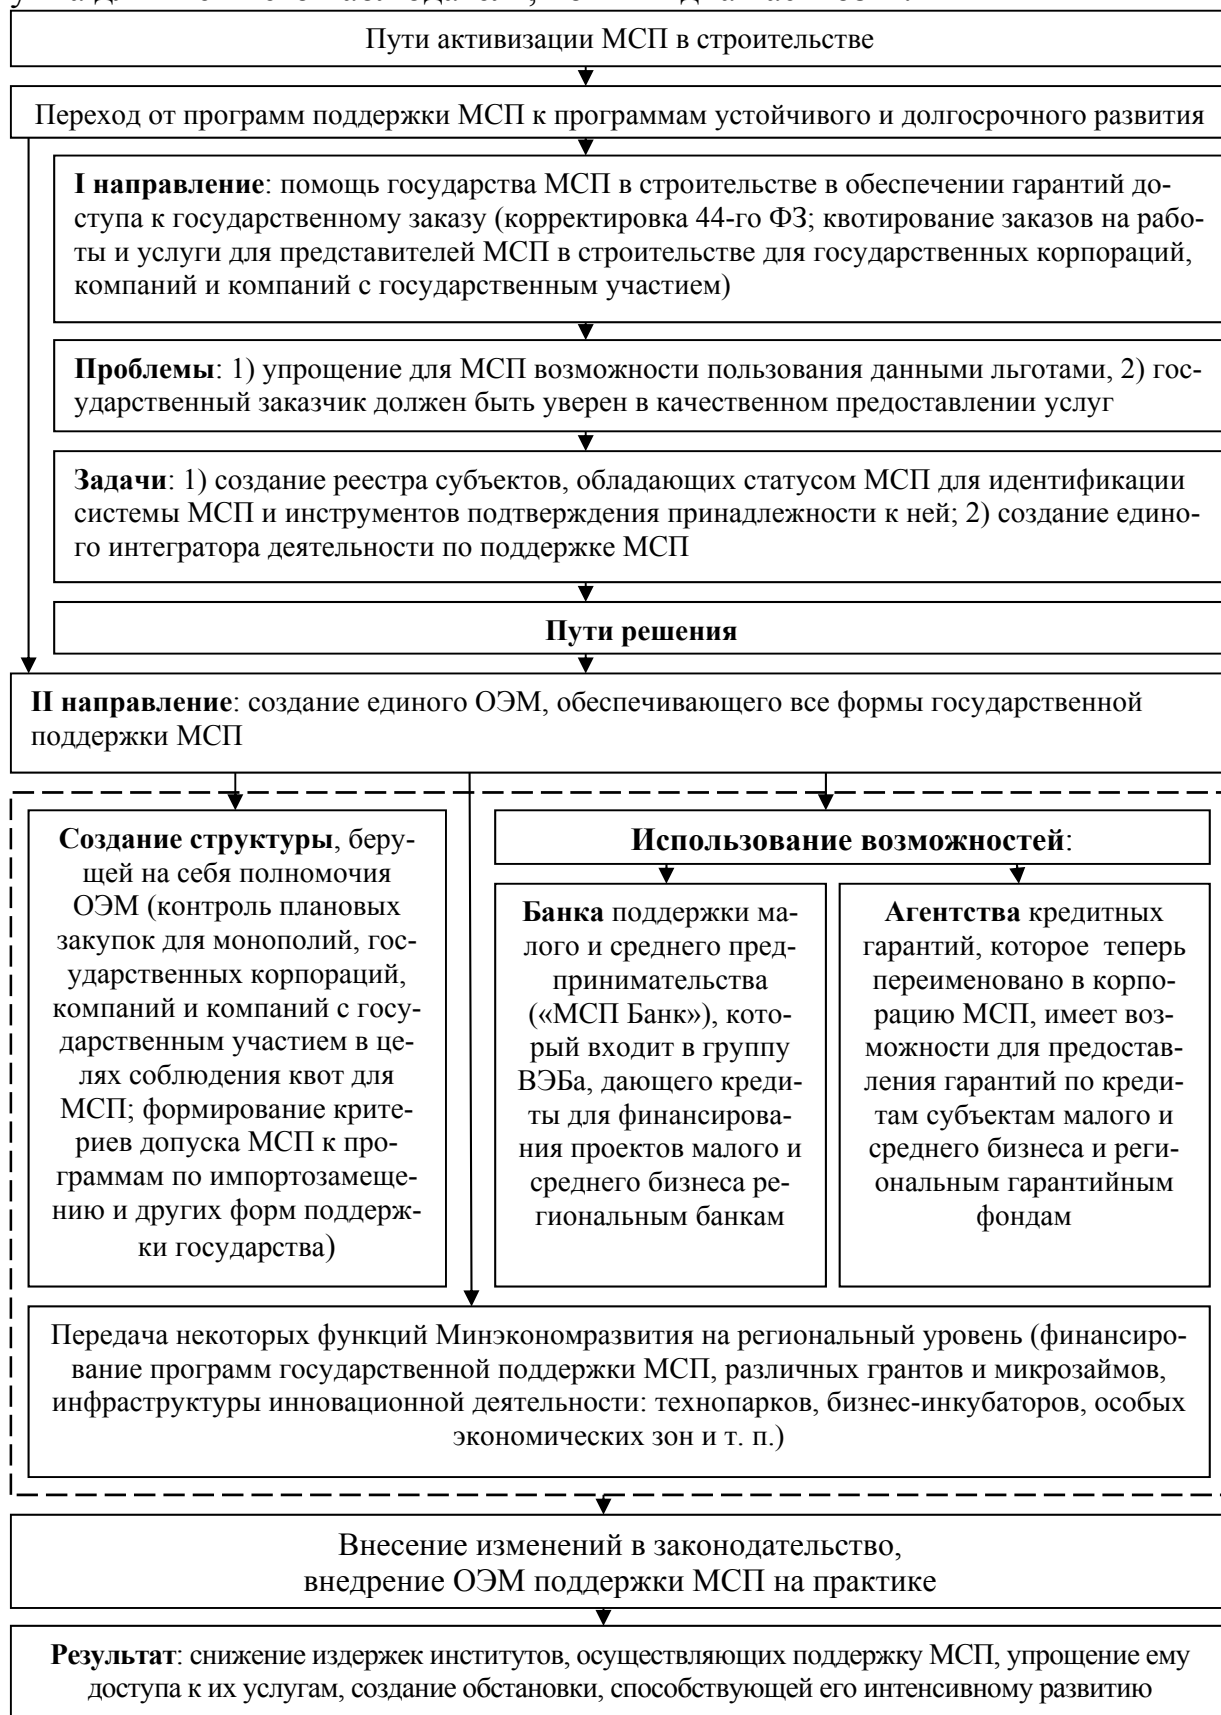 Пути активизации МСП в строительстве
Переход от программ поддержки МСП к программам устойчивого и долгосрочного развития
I направление: помощь государства МСП в строительстве в обеспечении гарантий до-
ступа к государственному заказу (корректировка 44-го ФЗ; квотирование заказов на рабо-
ты и услуги для представителей МСП в строительстве для государственных корпораций,
компаний и компаний с государственным участием)
Проблемы: 1) упрощение для МСП возможности пользования данными льготами, 2) гос-
ударственный заказчик должен быть уверен в качественном предоставлении услуг
Задачи: 1) создание реестра субъектов, обладающих статусом МСП для идентификации
системы МСП и инструментов подтверждения принадлежности к ней; 2) создание едино-
го интегратора деятельности по поддержке МСП
Пути решения
II направление: создание единого ОЭМ, обеспечивающего все формы государственной
поддержки МСП
Создание структуры, беру-
щей на себя полномочия
ОЭМ (контроль плановых
закупок для монополий, гос-
ударственных корпораций,
компаний и компаний с госу-
дарственным участием в це-
лях соблюдения квот для
МСП; формирование крите-
риев допуска МСП к про-
граммам по импортозамеще-
нию и других форм поддерж-
ки государства)
Использование возможностей:
Банка поддержки ма-
лого и среднего пред-
принимательства
(«МСП Банк»), кото-
рый входит в группу
ВЭБа, дающего креди-
ты для финансирова-
ния проектов малого и
среднего бизнеса ре-
гиональным банкам
Агентства кредитных
гарантий, которое теперь
переименовано в корпо-
рацию МСП, имеет воз-
можности для предостав-
ления гарантий по креди-
там субъектам малого и
среднего бизнеса и реги-
ональным гарантийным
фондам
Передача некоторых функций Минэкономразвития на региональный уровень (финансиро-
вание программ государственной поддержки МСП, различных грантов и микрозаймов,
инфраструктуры инновационной деятельности: технопарков, бизнес-инкубаторов, особых
экономических зон и т. п.)
Внесение изменений в законодательство,
внедрение ОЭМ поддержки МСП на практике
Результат: снижение издержек институтов, осуществляющих поддержку МСП, упрощение ему
доступа к их услугам, создание обстановки, способствующей его интенсивному развитию